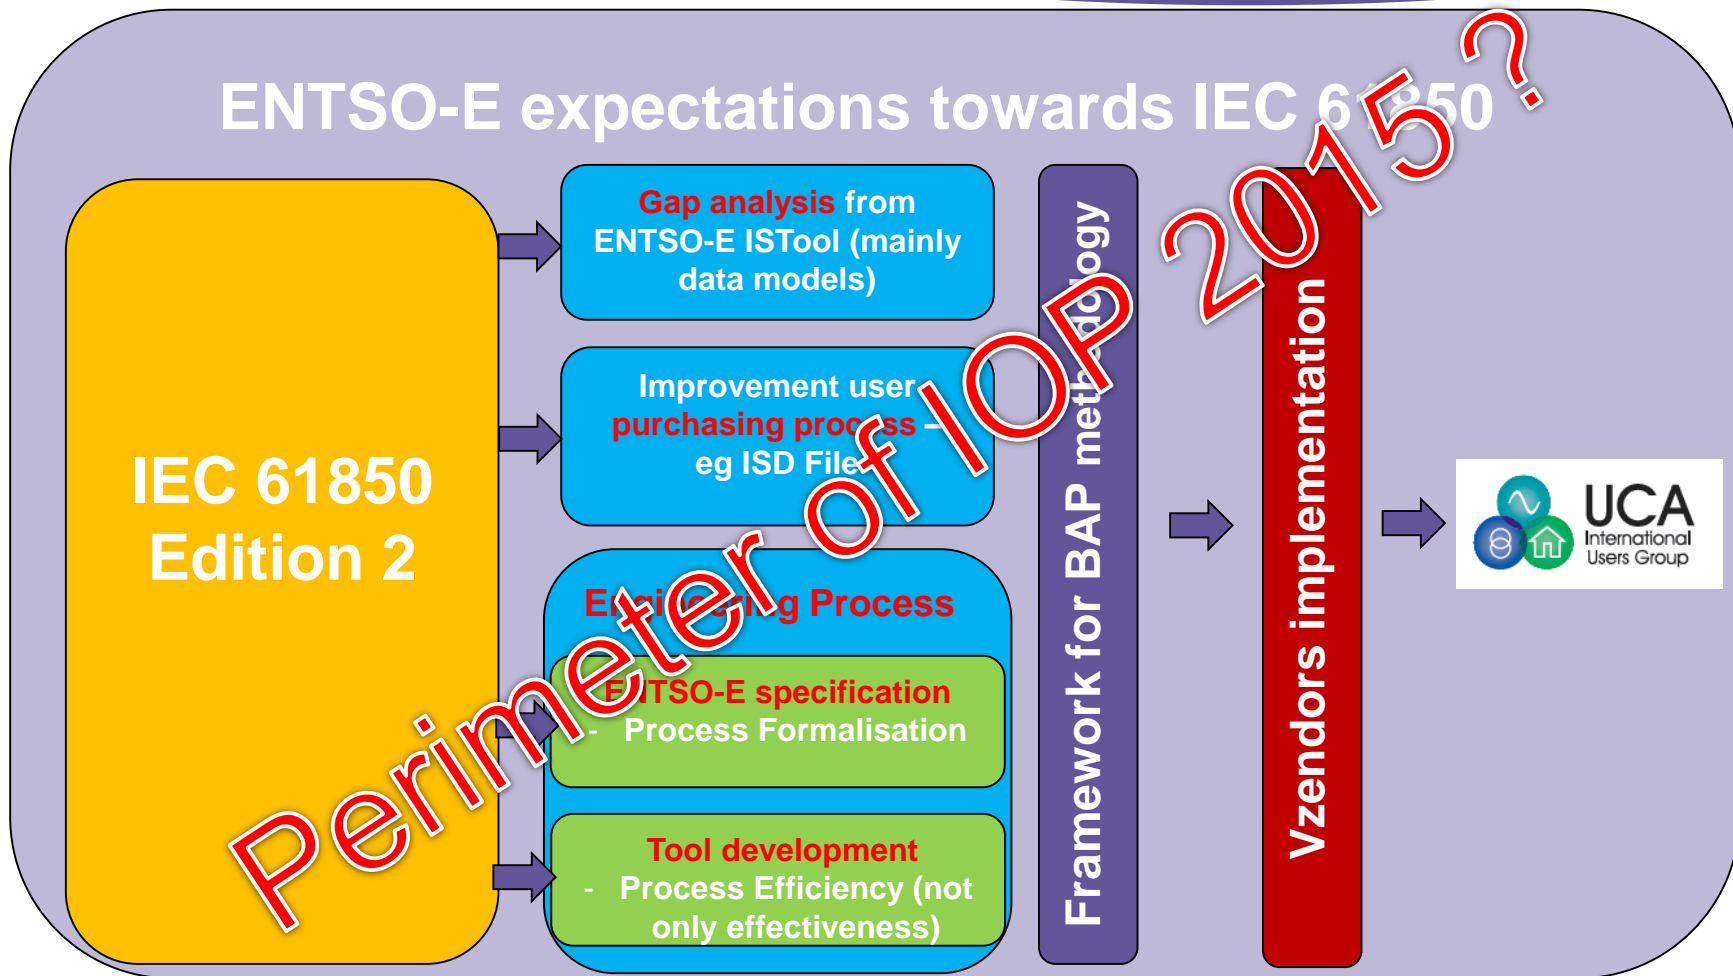 ENTSO-E expectations towards IEC 61850
IEC 61850
Edition 2
Gap analysis from
ENTSO-E ISTool (mainly
data models)
Improvement user
purchasing process –
eg ISD File
Engineering Process
ENTSO-E specification
- Process Formalisation
Tool development
- Process Efficiency (not
only effectiveness)
Framework for BAP methodology
Vzendors implementation
UCA
International
Users Group
Perimeter of IOP 2015 ?